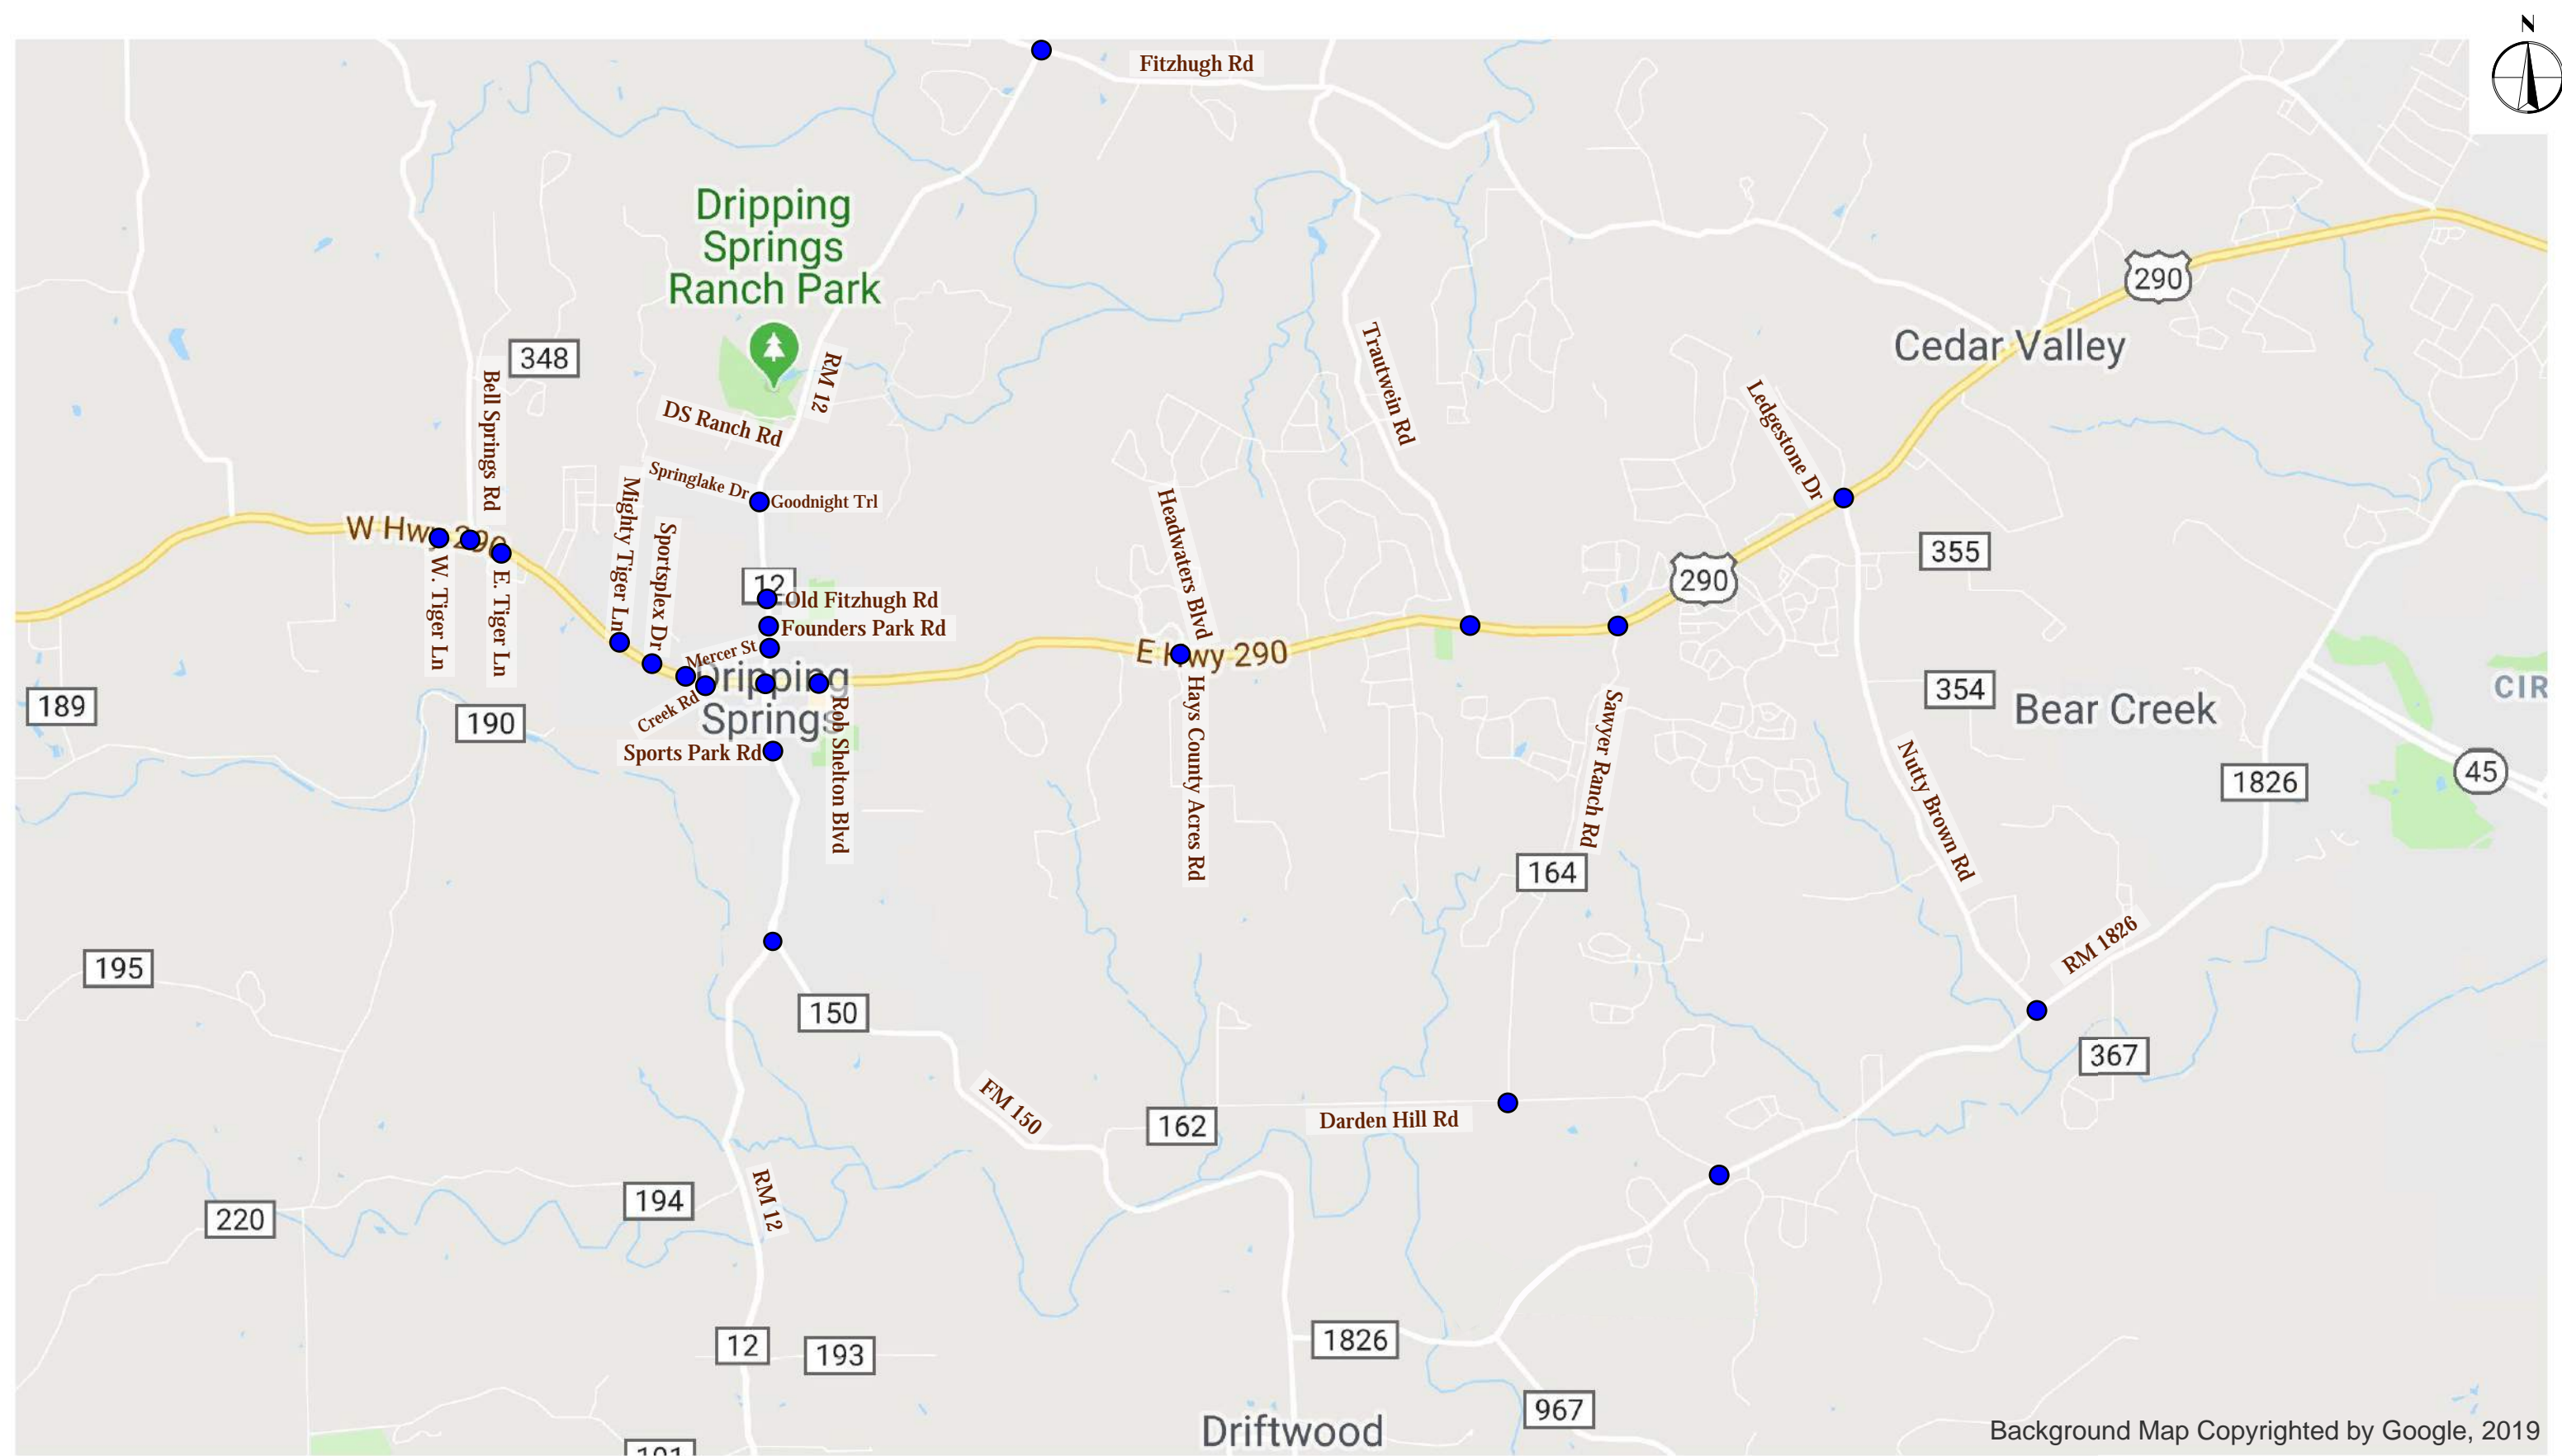 N
Fitzhugh Rd
Dripping
Springs
Ranch Park
290
Cedar Valley
348
Bell Springs Rd
RM 12
Trautwein Rd
Ledgestone Dr
DS Ranch Rd
Springlake Dr
Goodnight Trl
Mighty Tiger Ln
Sportsplex Dr
Headwaters Blvd
W Hwy 290
W. Tiger Ln
E. Tiger Ln
355
12
290
Old Fitzhugh Rd
Founders Park Rd
Mercer St
E Hwy 290
Dripping
Springs
Creek Rd
Rob Shelton Blvd
Hays County Acres Rd
Sawyer Ranch Rd
354
Bear Creek
CIR
189
190
Sports Park Rd
Nutty Brown Rd
1826
45
164
RM 1826
195
150
367
FM 150
162
Darden Hill Rd
194
220
RM 12
12
193
1826
967
Driftwood
Background Map Copyrighted by Google, 2019